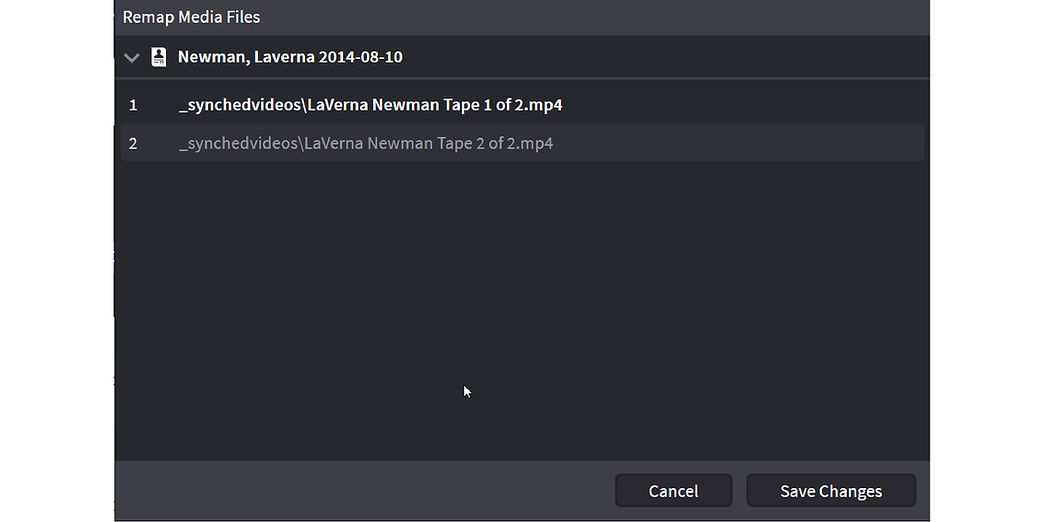 Remap Media Files
Newman, Laverna 2014-08-10
1 _synchedvideos\LaVerna Newman Tape 1 of 2.mp4
2 _synchedvideos\LaVerna Newman Tape 2 of 2.mp4
Cancel Save Changes